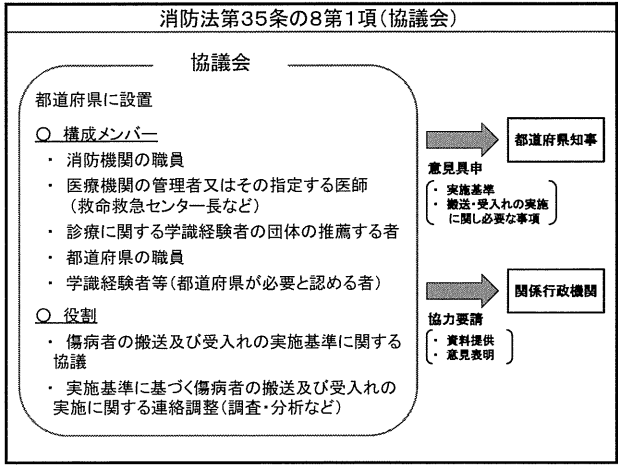 消防法第35条の8第1項(協議会)
協議会
都道府県に設置
○ 構成メンバー
・ 消防機関の職員
・ 医療機関の管理者又はその指定する医師
(救命救急センター長など)
・ 診療に関する学識経験者の団体の推薦する者
・ 都道府県の職員
・ 学識経験者等(都道府県が必要と認める者)
○ 役割
・ 傷病者の搬送及び受入れの実施基準に関する
協議
・ 実施基準に基づく傷病者の搬送及び受入れの
実施に関する連絡調整(調査・分析など)
都道府県知事
意見具申
・ 実施基準
・ 搬送・受入れの実施
に関し必要な事項
関係行政機関
協力要請
・ 資料提供
・ 意見表明